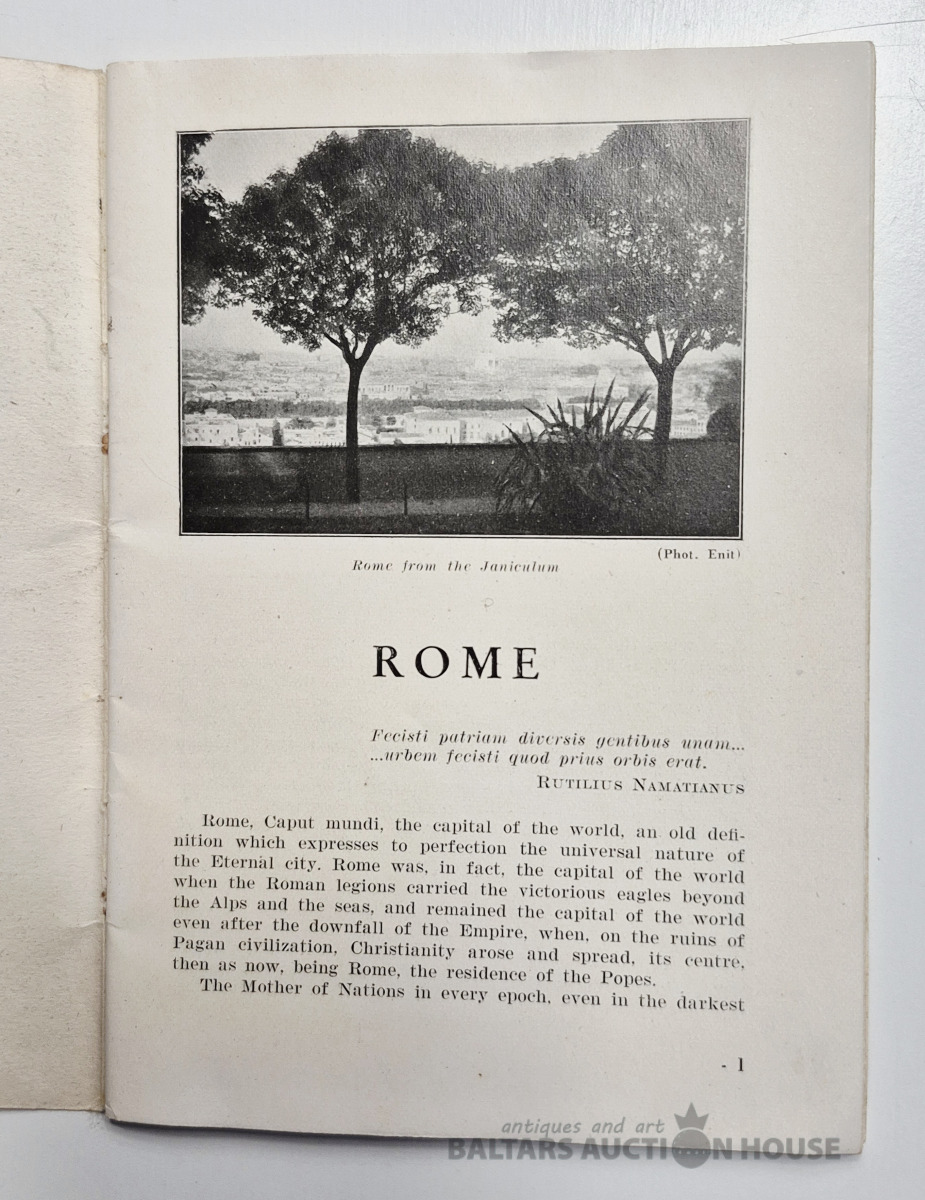 (Phot. Enit)
Rome from the Janiculum
ROME
Fecisti patriam diversis gentibus unam...
...urbem fecisti quod prius orbis erat.
RUTILIUS NAMATIANUS
Rome, Caput mundi, the capital of the world, an old defi-
nition which expresses to perfection the universal nature of
the Eternal city. Rome was, in fact, the capital of the world
when the Roman legions carried the victorious eagles beyond
the Alps and the seas, and remained the capital of the world
even after the downfall of the Empire, when, on the ruins of
Pagan civilization, Christianity arose and spread, its centre,
then as now, being Rome, the residence of the Popes.
The Mother of Nations in every epoch, even in the darkest
- 1
antiques and art
BALTARS AUCTION HOUSE